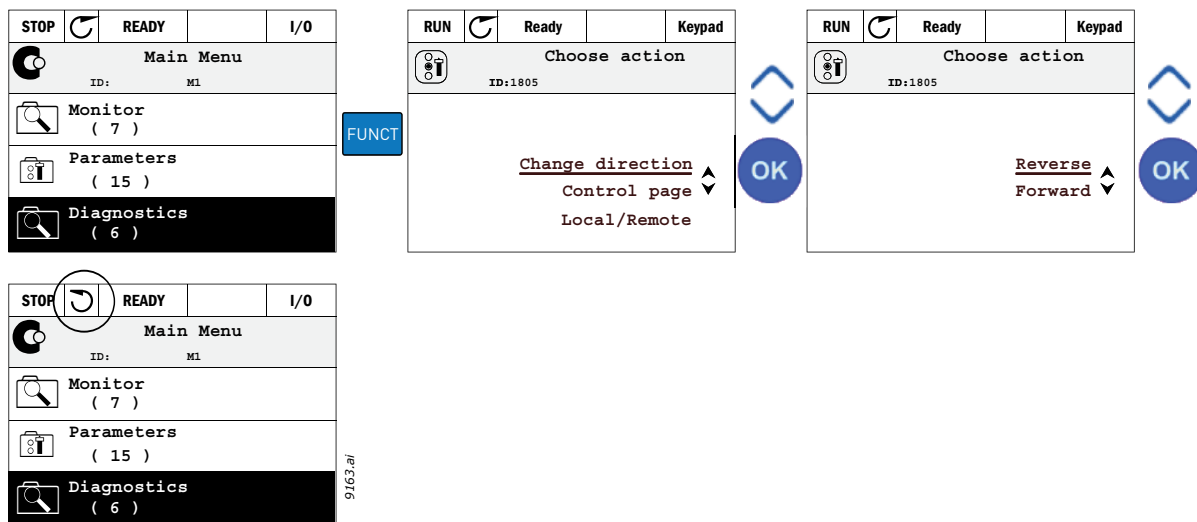 STOP READY I/O
Main Menu
ID: M1
Monitor
( 7 )
Parameters
( 15 )
Diagnostics
( 6 )
FUNCT
RUN Ready Keypad
Choose action
ID:1805
Change direction
Control page
Local/Remote
OK
RUN Ready Keypad
Choose action
ID:1805
Reverse
Forward
OK
STOP READY I/O
Main Menu
ID: M1
Monitor
( 7 )
Parameters
( 15 )
Diagnostics
( 6 )
9163.ai